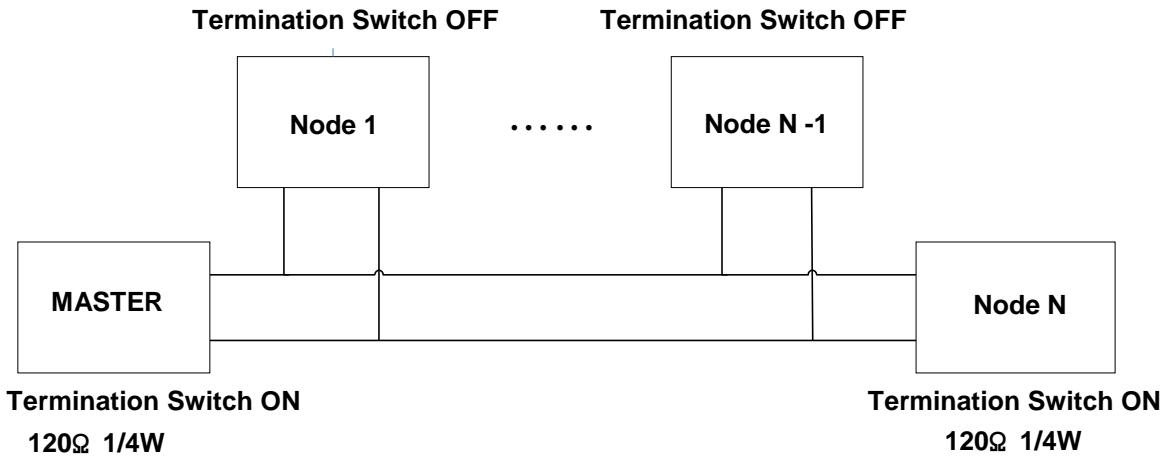 Termination Switch OFF
Termination Switch OFF
Node 1
......
Node N -1
MASTER
Node N
Termination Switch ON
120Ω 1/4W
Termination Switch ON
120Ω 1/4W